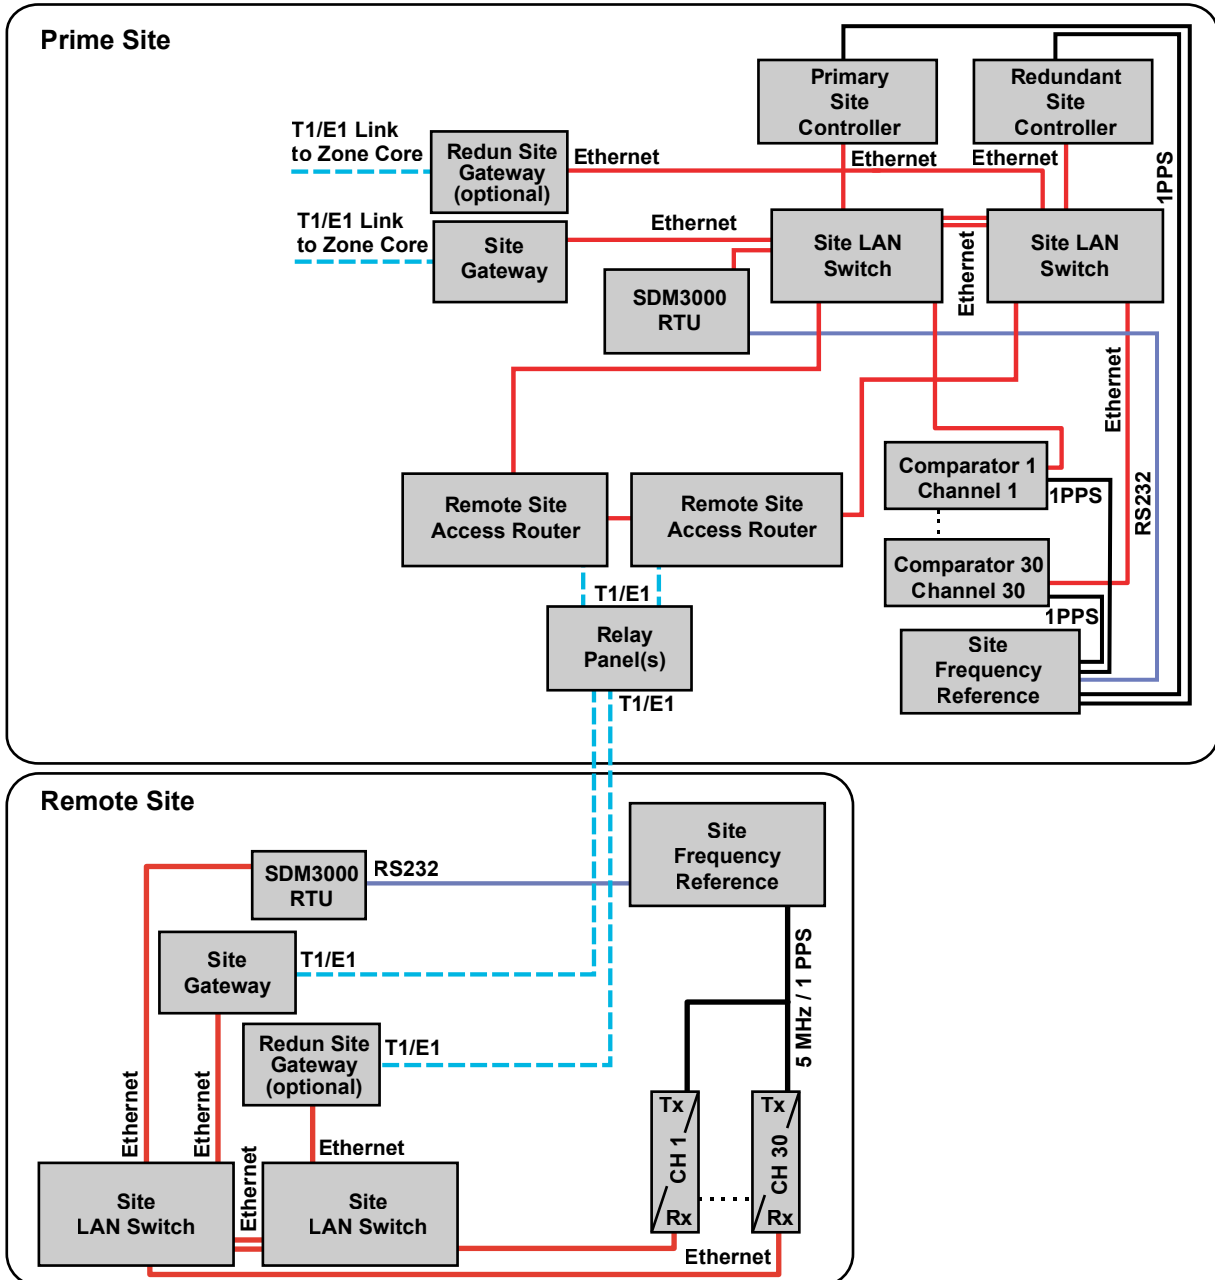 Prime Site
Primary
Site
Controller
Redundant
Site
Controller
T1/E1 Link
to Zone Core
Redun Site
Gateway
(optional)
Ethernet
Ethernet
Ethernet
1PPS
T1/E1 Link
to Zone Core
Site
Gateway
Ethernet
Site LAN
Switch
Ethernet
Site LAN
Switch
SDM3000
RTU
Ethernet
Comparator 1
Channel 1
1PPS
RS232
Remote Site
Access Router
Remote Site
Access Router
Comparator 30
Channel 30
1PPS
T1/E1
Relay
Panel(s)
Site
Frequency
Reference
T1/E1
Remote Site
Site
Frequency
Reference
SDM3000
RTU
RS232
Site
Gateway
T1/E1
5 MHz / 1 PPS
Redun Site
Gateway
(optional)
T1/E1
Ethernet
Ethernet
Ethernet
Ethernet
Tx
CH 1
Rx
Tx
CH 30
Rx
Site
LAN Switch
Site
LAN Switch
Ethernet